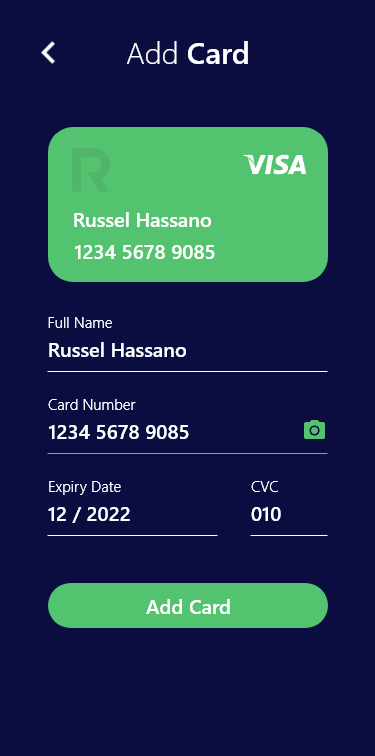 Add Card
R
VISA
Russel Hassano
1234 5678 9085
Full Name
Russel Hassano
Card Number
1234 5678 9085
Expiry Date CVC
12 / 2022 010
Add Card